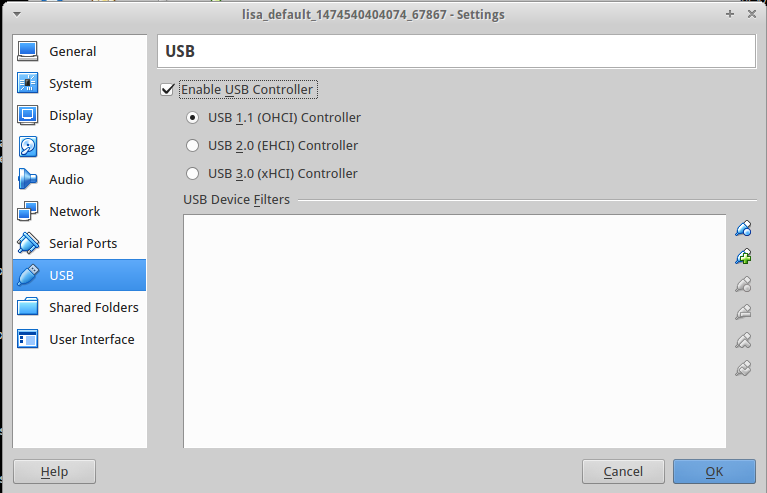 lisa_default_1474540404074_67867 - Settings
General
System
Display
Storage
Audio
Network
Serial Ports
USB
Shared Folders
User Interface
USB
Enable USB Controller
USB 1.1 (OHCI) Controller
USB 2.0 (EHCI) Controller
USB 3.0 (xHCI) Controller
USB Device Filters
Help
Cancel
OK